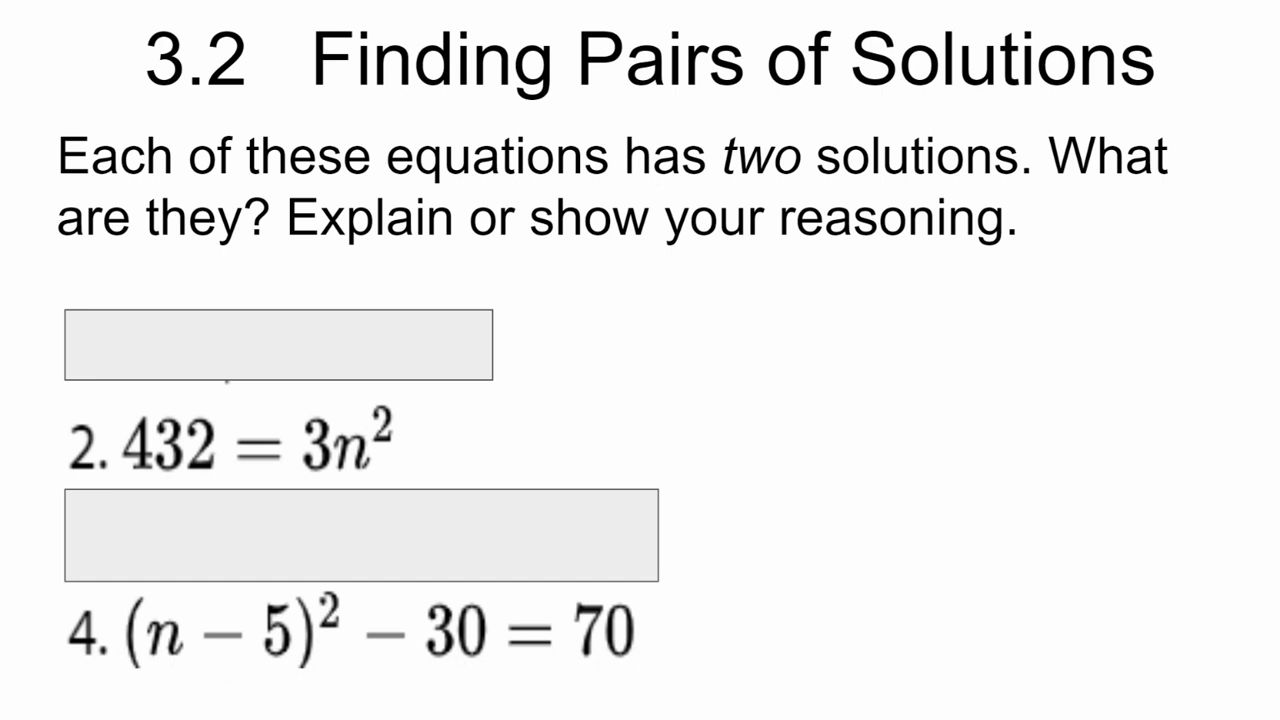 3.2 Finding Pairs of Solutions
Each of these equations has two solutions. What
are they? Explain or show your reasoning.
2. 432 = 3n²
4. (n − 5)² − 30 = 70